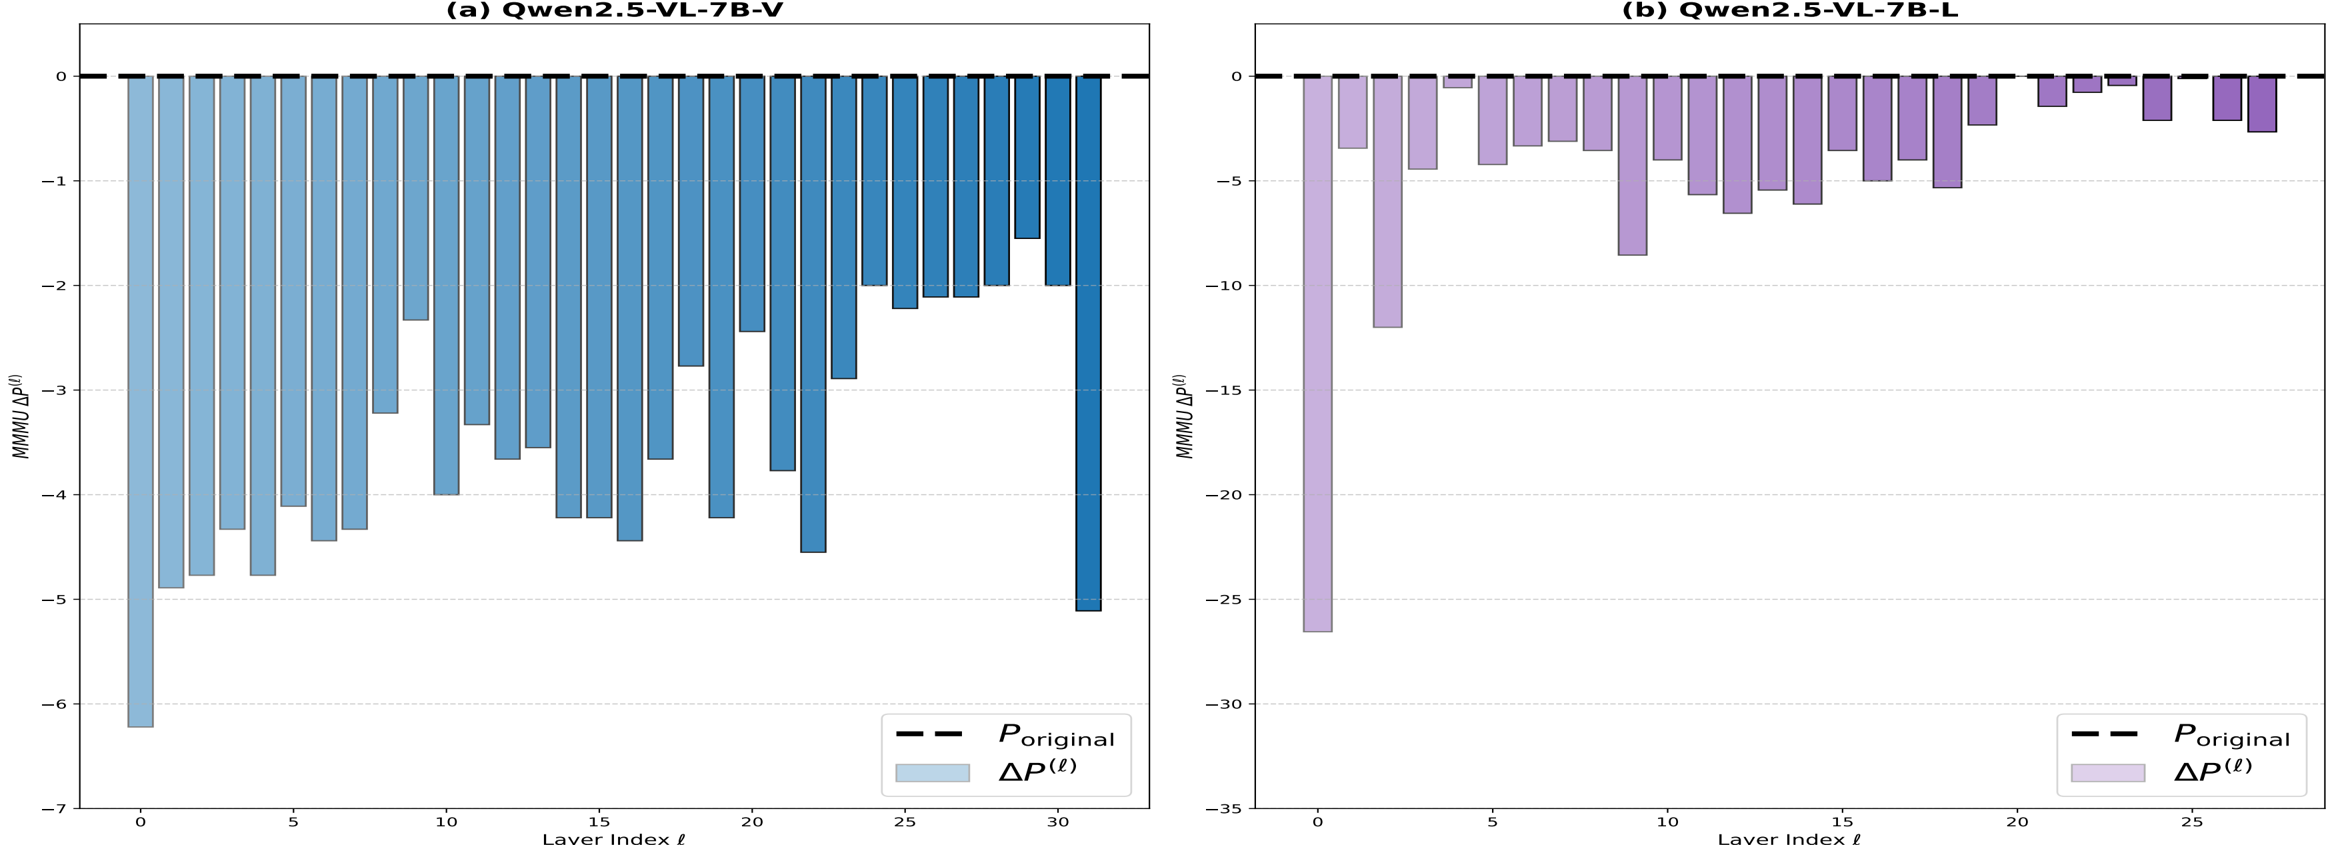 (a) Qwen2.5-VL-7B-V
0
−1
−2
−3
−4
−5
−6
−7
MMMU ΔP^(ℓ)
0 5 10 15 20 25 30
Laver Index ℓ
P_original
ΔP^(ℓ)
(b) Qwen2.5-VL-7B-L
0
−5
−10
−15
−20
−25
−30
−35
MMMU ΔP^(ℓ)
0 5 10 15 20 25
Laver Index ℓ
P_original
ΔP^(ℓ)